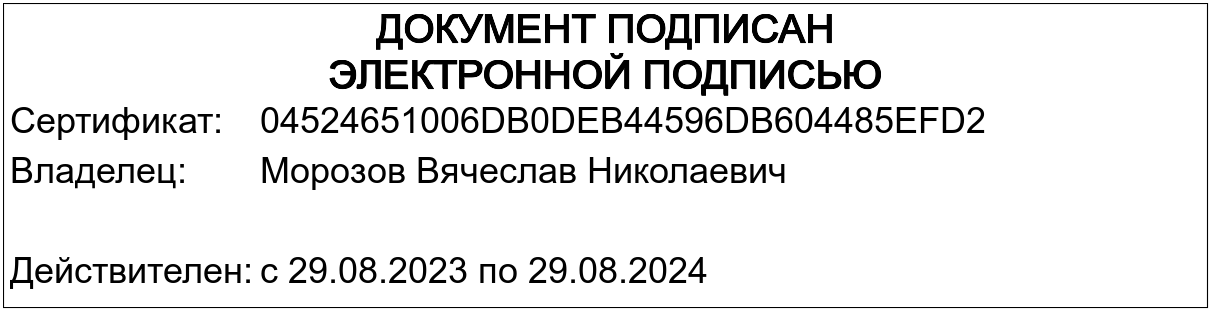 ДОКУМЕНТ ПОДПИСАН
ЭЛЕКТРОННОЙ ПОДПИСЬЮ
Сертификат: 04524651006DB0DEB44596DB604485EFD2
Владелец: Морозов Вячеслав Николаевич
Действителен: с 29.08.2023 по 29.08.2024